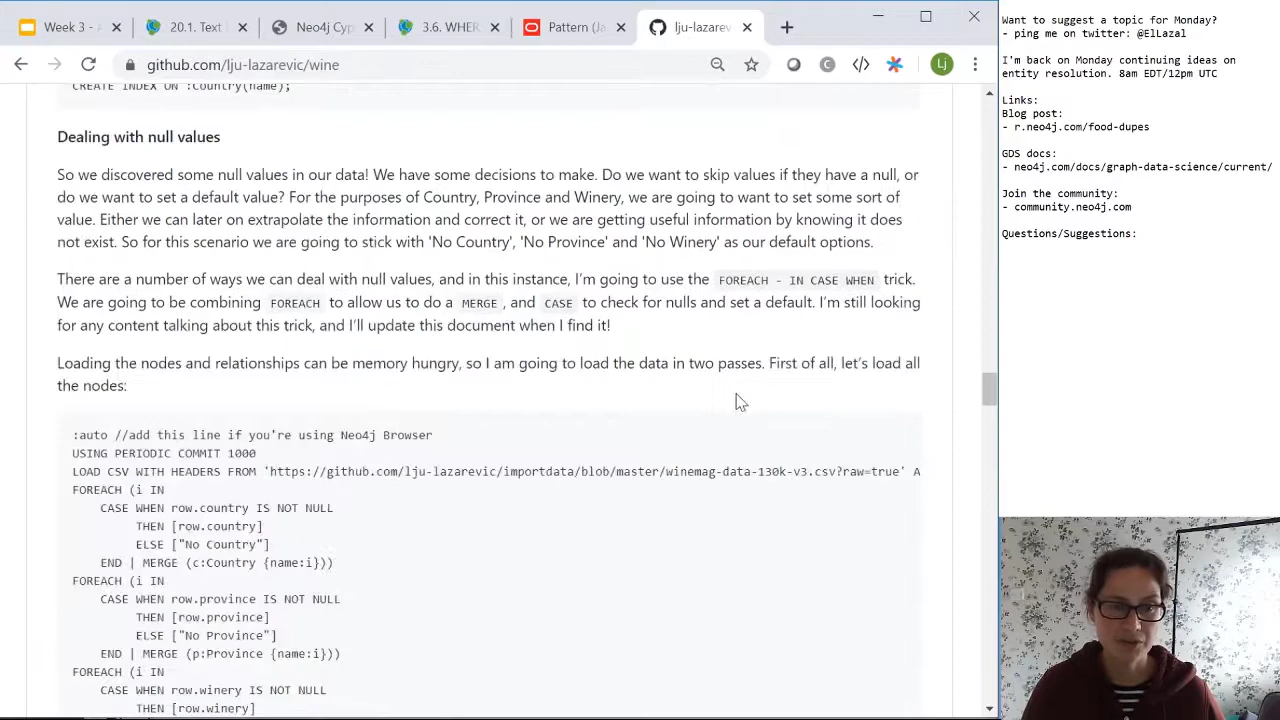 Week 3 - A
20.1. Text
Neo4j Cyp
3.6. WHER
Pattern (Ja
lju-lazarev
github.com/lju-lazarevic/wine
Lj
CREATE INDEX ON :Country(name);
Dealing with null values
So we discovered some null values in our data! We have some decisions to make. Do we want to skip values if they have a null, or
do we want to set a default value? For the purposes of Country, Province and Winery, we are going to want to set some sort of
value. Either we can later on extrapolate the information and correct it, or we are getting useful information by knowing it does
not exist. So for this scenario we are going to stick with 'No Country', 'No Province' and 'No Winery' as our default options.
There are a number of ways we can deal with null values, and in this instance, I'm going to use the FOREACH - IN CASE WHEN trick.
We are going to be combining FOREACH to allow us to do a MERGE , and CASE to check for nulls and set a default. I'm still looking
for any content talking about this trick, and I'll update this document when I find it!
Loading the nodes and relationships can be memory hungry, so I am going to load the data in two passes. First of all, let's load all
the nodes:
:auto //add this line if you're using Neo4j Browser
USING PERIODIC COMMIT 1000
LOAD CSV WITH HEADERS FROM 'https://github.com/lju-lazarevic/importdata/blob/master/winemag-data-130k-v3.csv?raw=true' A
FOREACH (i IN
CASE WHEN row.country IS NOT NULL
THEN [row.country]
ELSE ["No Country"]
END | MERGE (c:Country {name:i}))
FOREACH (i IN
CASE WHEN row.province IS NOT NULL
THEN [row.province]
ELSE ["No Province"]
END | MERGE (p:Province {name:i}))
FOREACH (i IN
CASE WHEN row.winery IS NOT NULL
THEN [row.winery]
Want to suggest a topic for Monday?
- ping me on twitter: @ElLazal
I'm back on Monday continuing ideas on
entity resolution. 8am EDT/12pm UTC
Links:
Blog post:
- r.neo4j.com/food-dupes
GDS docs:
- neo4j.com/docs/graph-data-science/current/
Join the community:
- community.neo4j.com
Questions/Suggestions: